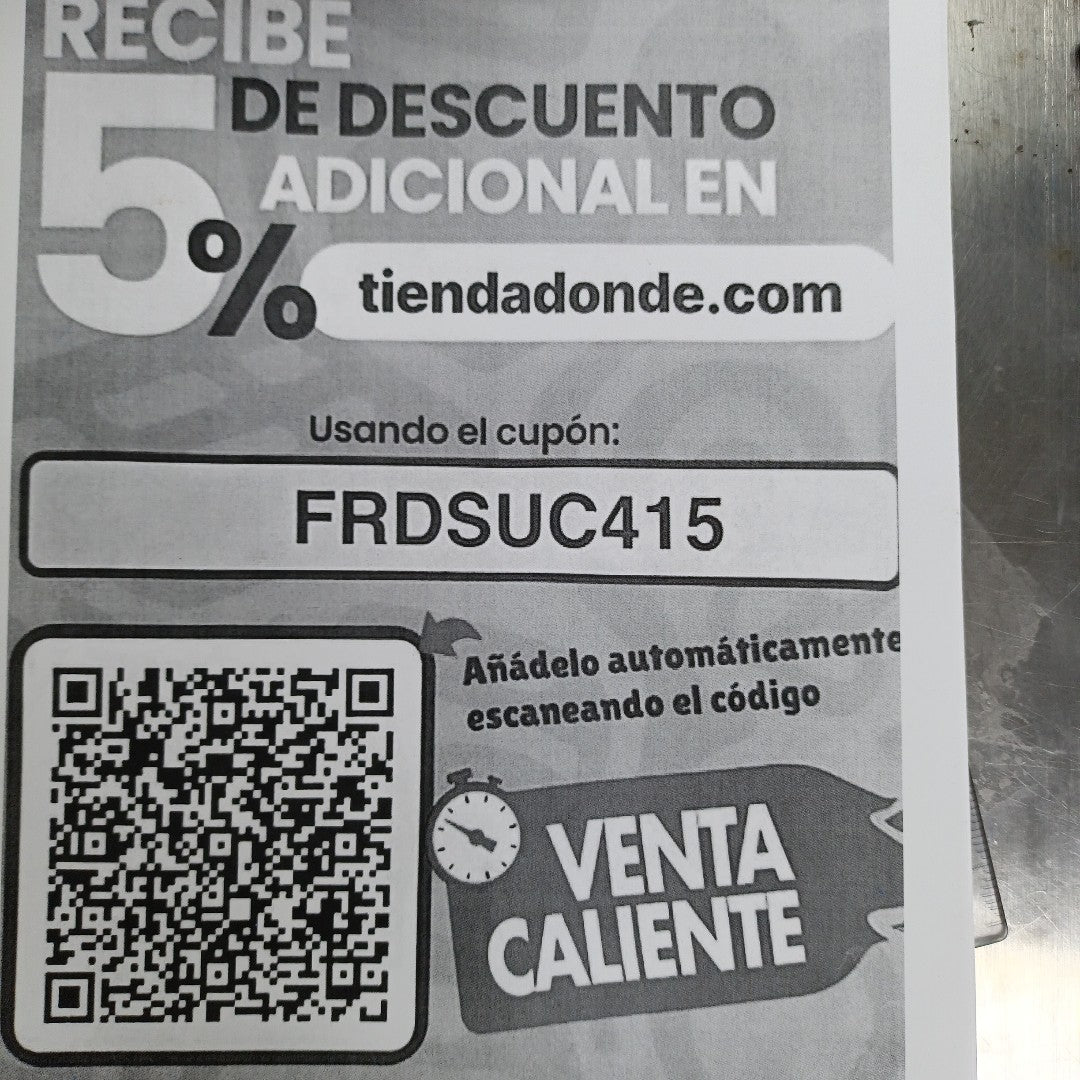 RECIBE
5% DE DESCUENTO
ADICIONAL EN
tiendadonde.com
Usando el cupón:
FRDSUC415
Añádelo automáticamente
escaneando el código
VENTA
CALIENTE